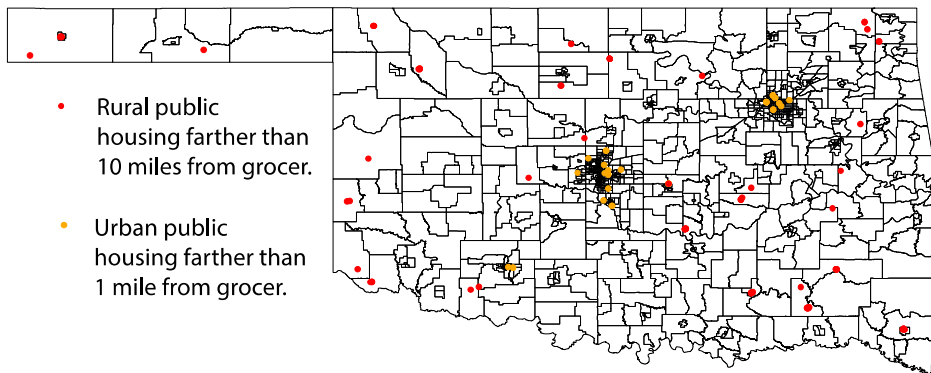 Rural public
housing farther than
10 miles from grocer.
Urban public
housing farther than
1 mile from grocer.